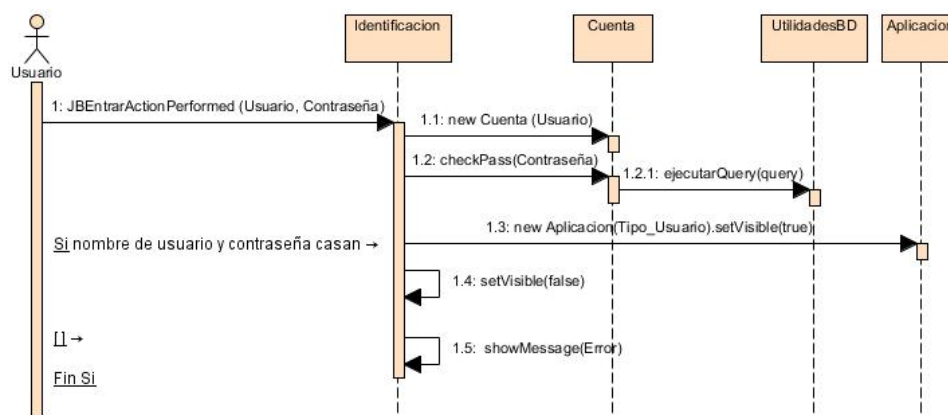 Identificacion
Cuenta
UtilidadesBD
Aplicacion
Usuario
1: JBEntrarActionPerformed (Usuario, Contraseña)
1.1: new Cuenta (Usuario)
1.2: checkPass(Contraseña)
1.2.1: ejecutarQuery(query)
1.3: new Aplicacion(Tipo_Usuario).setVisible(true)
Si nombre de usuario y contraseña casan →
1.4: setVisible(false)
[] →
1.5: showMessage(Error)
Fin Si